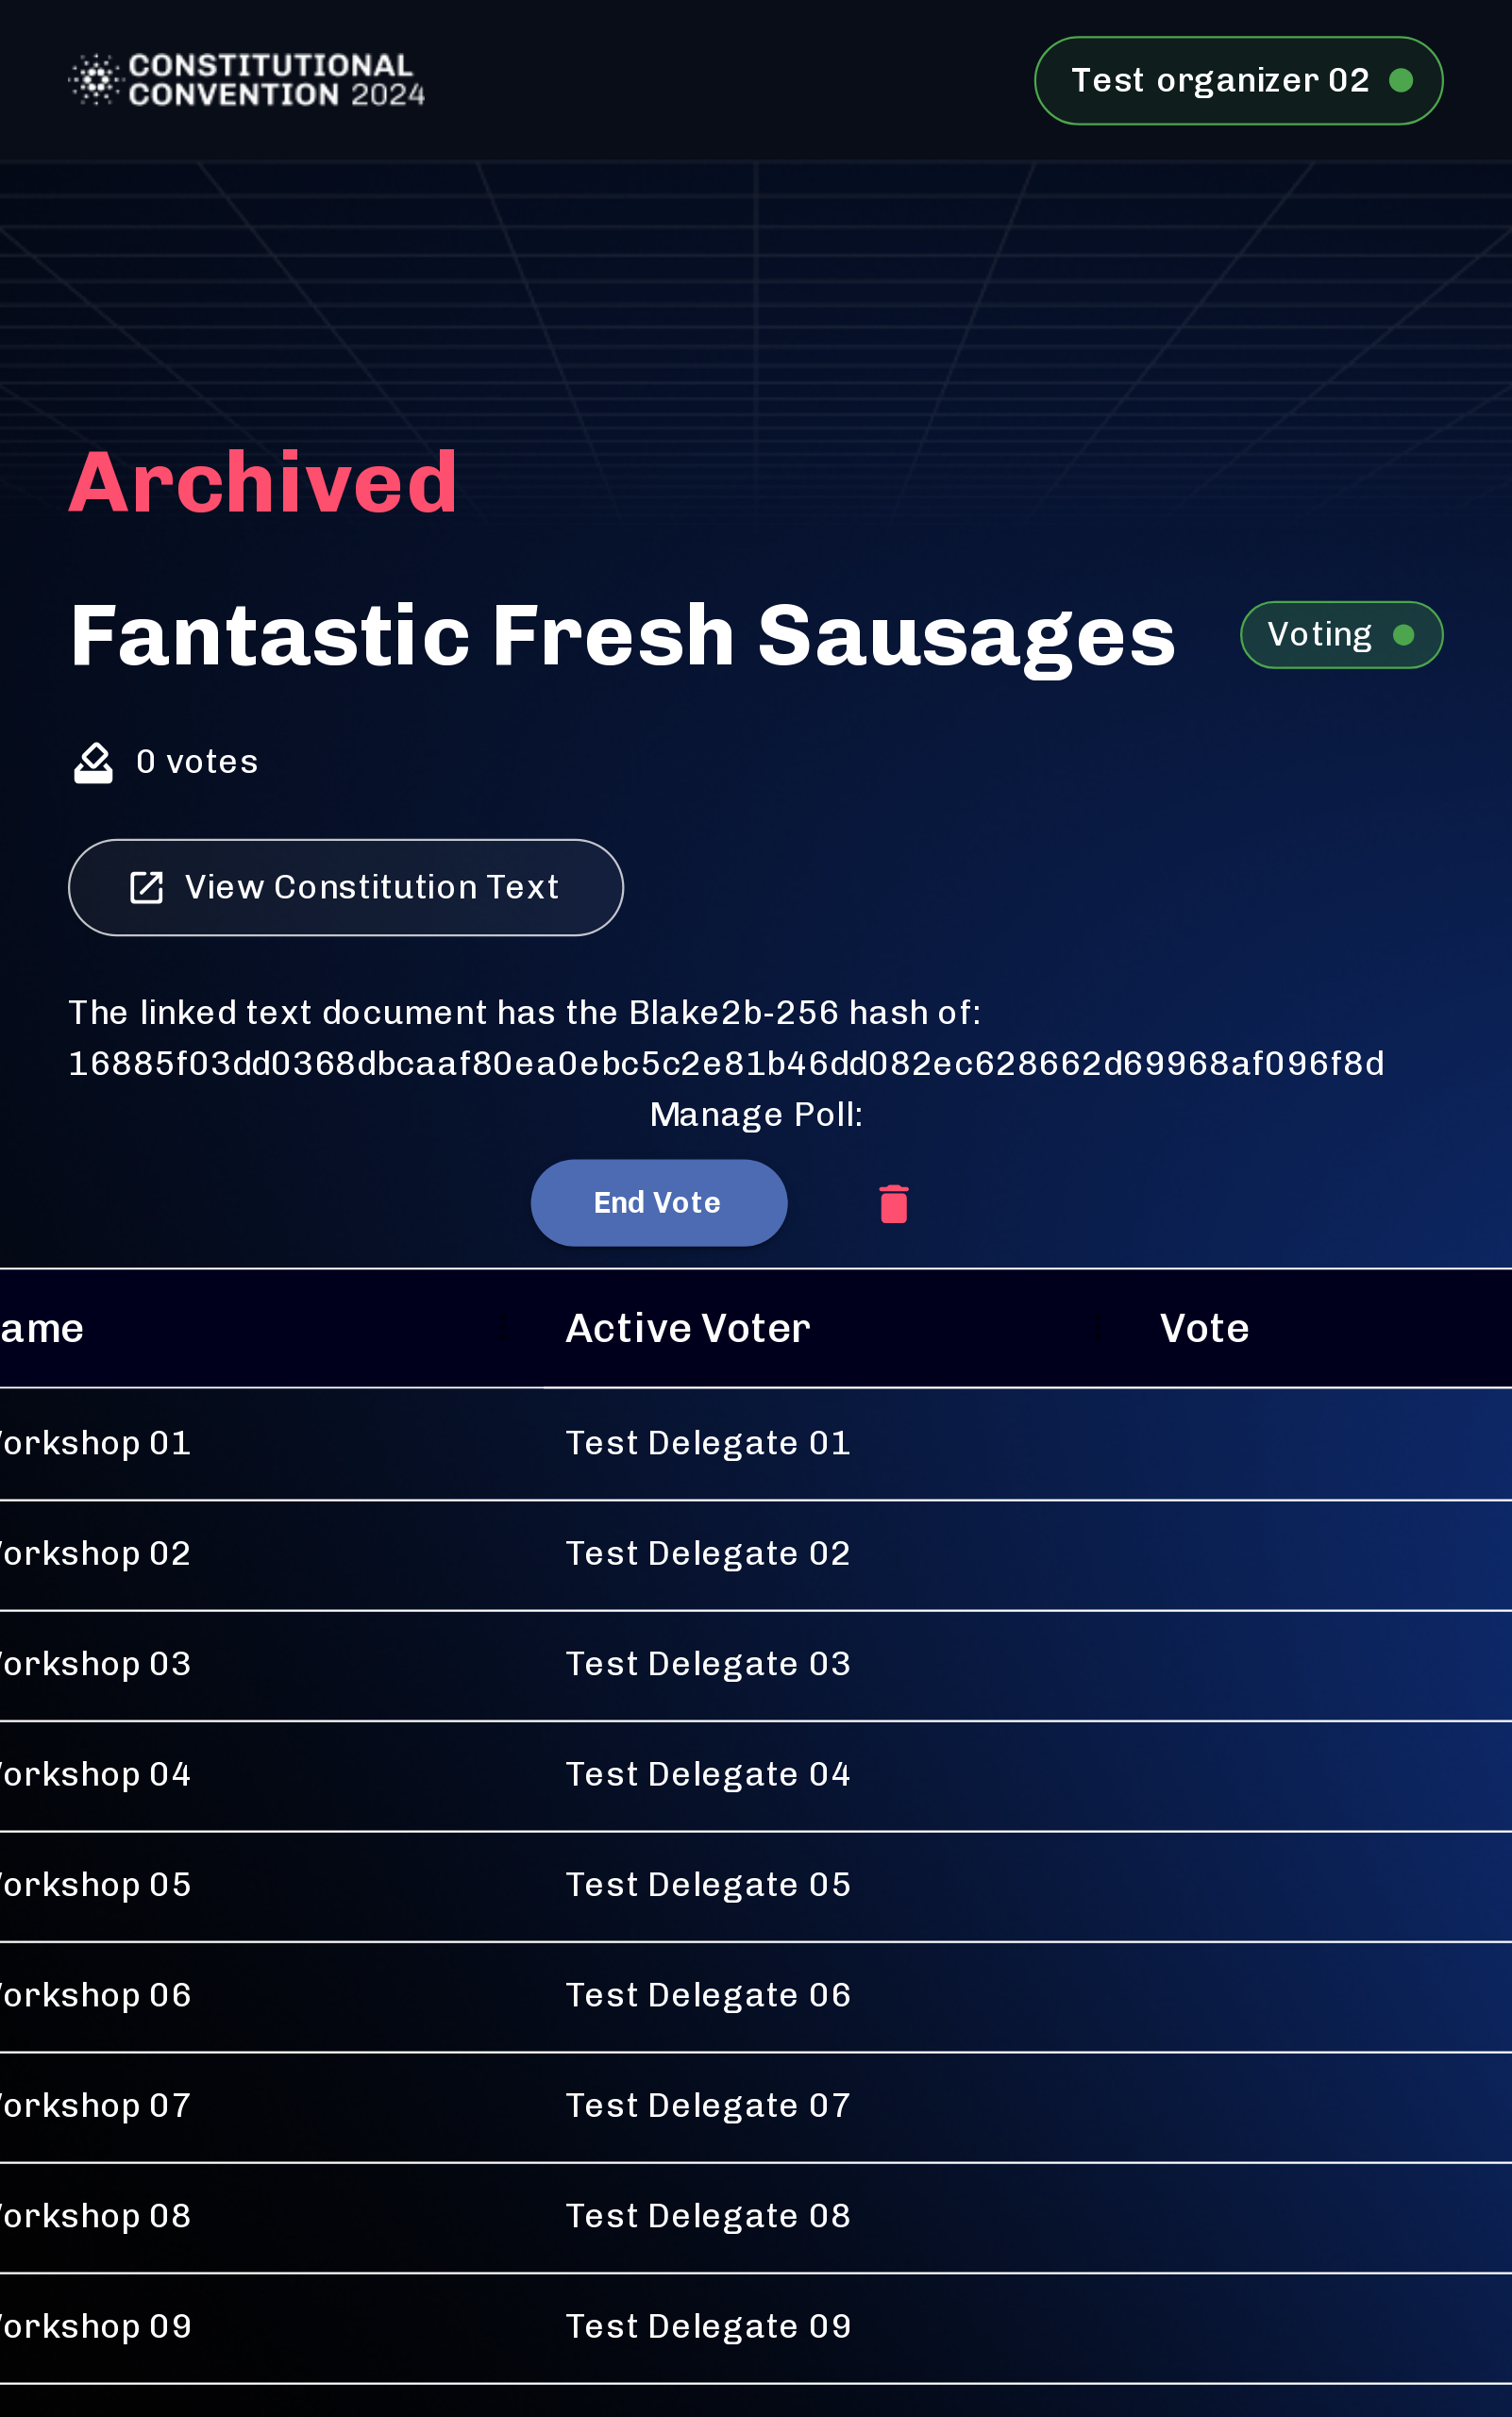 CONSTITUTIONAL
CONVENTION 2024
Test organizer 02
Archived
Fantastic Fresh Sausages
Voting
0 votes
View Constitution Text
The linked text document has the Blake2b-256 hash of:
16885f03dd0368dbcaaf80ea0ebc5c2e81b46dd082ec628662d69968af096f8d
Manage Poll:
End Vote
ame Active Voter Vote
orkshop 01 Test Delegate 01
orkshop 02 Test Delegate 02
orkshop 03 Test Delegate 03
orkshop 04 Test Delegate 04
orkshop 05 Test Delegate 05
orkshop 06 Test Delegate 06
orkshop 07 Test Delegate 07
orkshop 08 Test Delegate 08
orkshop 09 Test Delegate 09